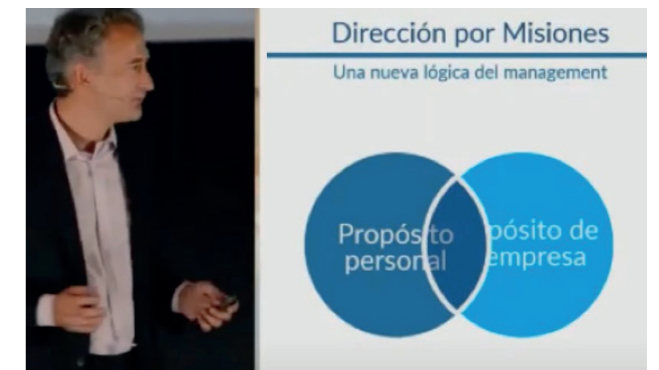 Dirección por Misiones
Una nueva lógica del management
Propósito
personal
pósito de
empresa